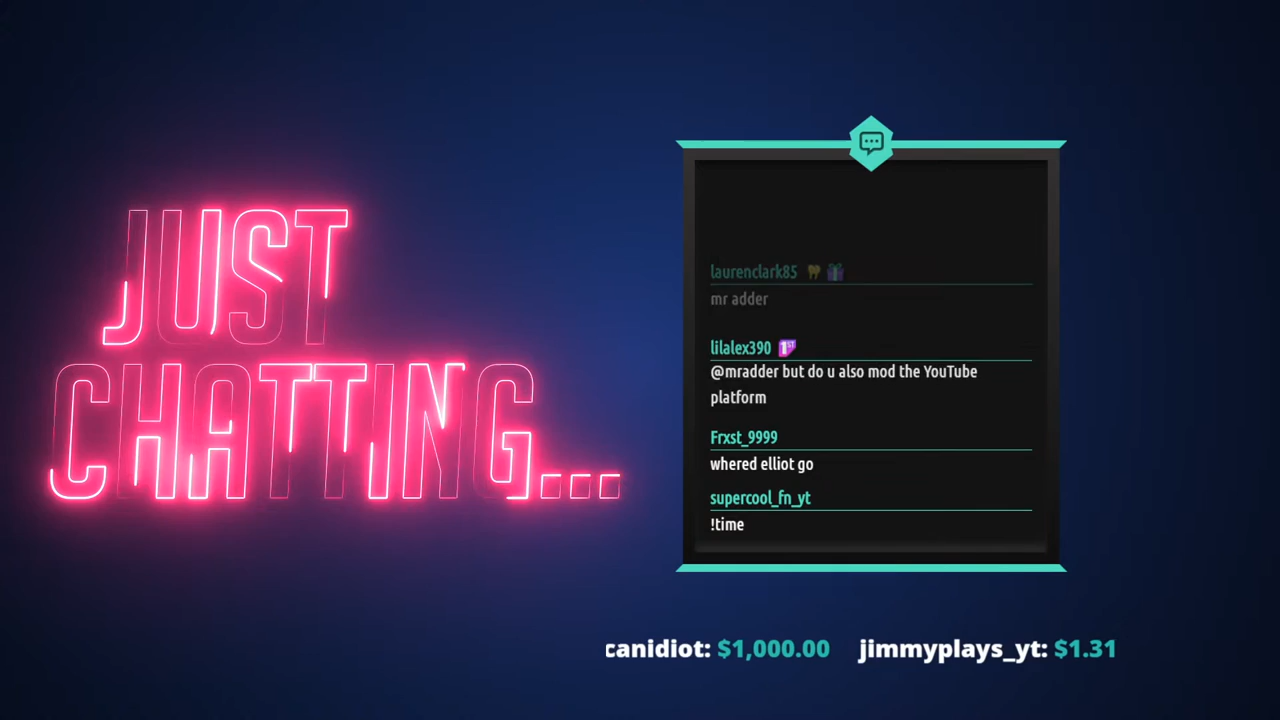 JUST
CHATTING...
laurenclark85
mr adder
lilalex390
@mradder but do u also mod the YouTube
platform
Frxst_9999
whered elliot go
supercool_fn_yt
!time
canidiot: $1,000.00 jimmyplays_yt: $1.31